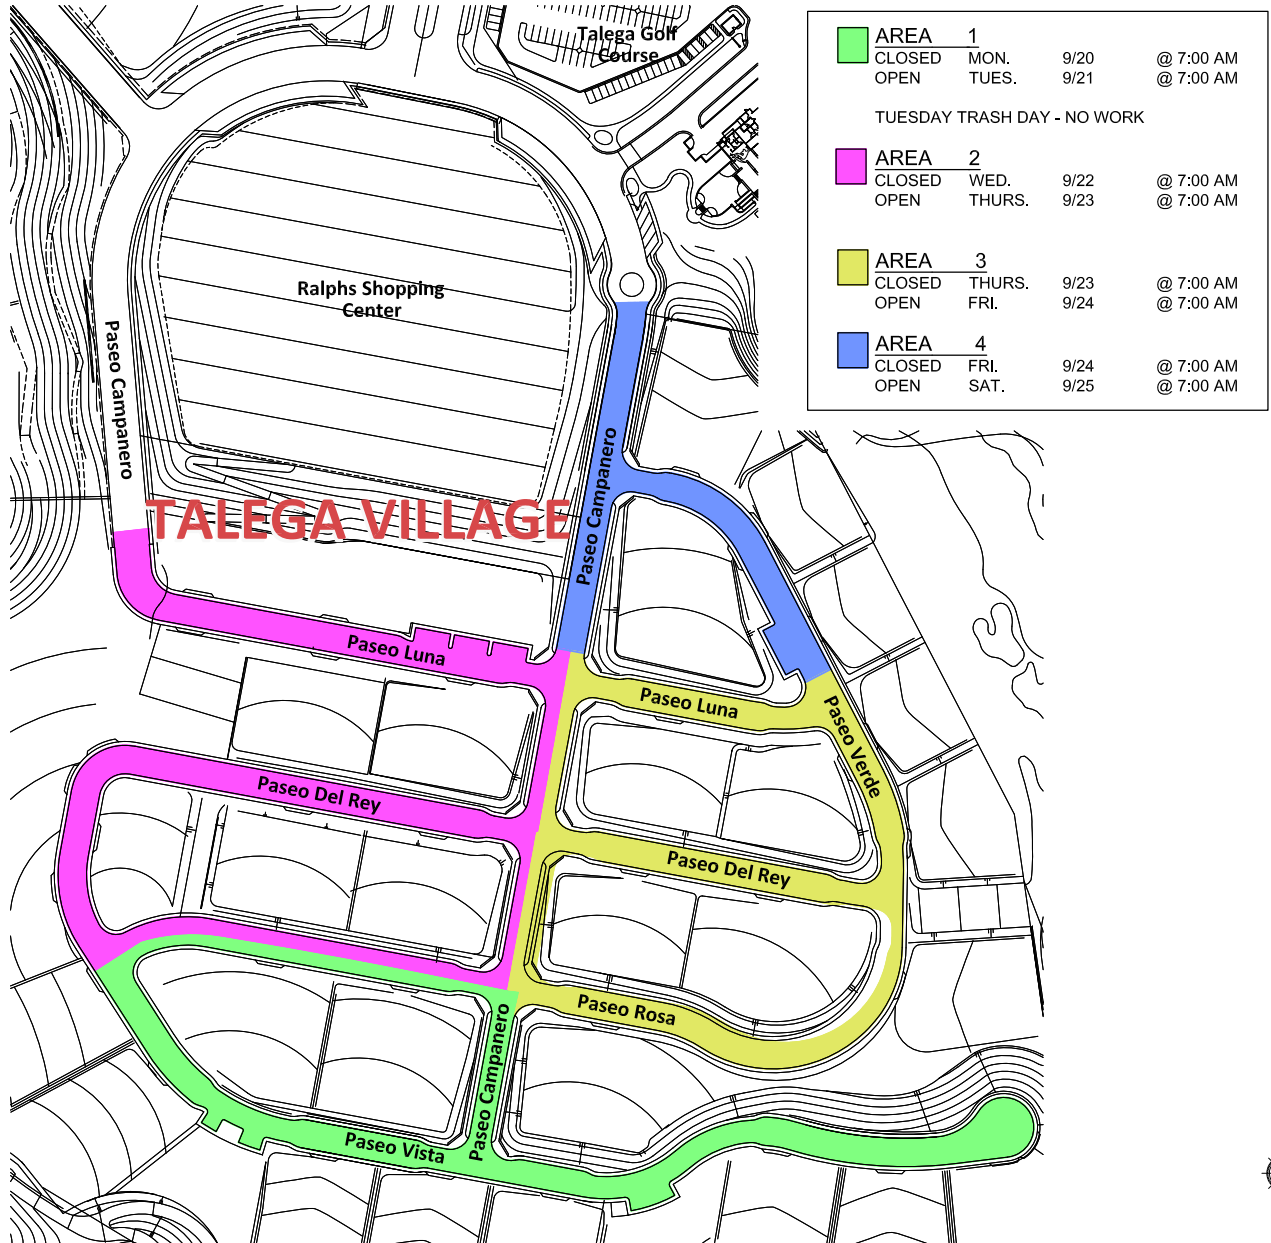 Talega Golf
Course
AREA 1
CLOSED MON. 9/20 @ 7:00 AM
OPEN TUES. 9/21 @ 7:00 AM
TUESDAY TRASH DAY - NO WORK
AREA 2
CLOSED WED. 9/22 @ 7:00 AM
OPEN THURS. 9/23 @ 7:00 AM
AREA 3
CLOSED THURS. 9/23 @ 7:00 AM
OPEN FRI. 9/24 @ 7:00 AM
AREA 4
CLOSED FRI. 9/24 @ 7:00 AM
OPEN SAT. 9/25 @ 7:00 AM
Ralphs Shopping
Center
Paseo Campanero
Paseo Campanero
TALEGA VILLAGE
Paseo Luna
Paseo Luna
Paseo Verde
Paseo Del Rey
Paseo Del Rey
Paseo Rosa
Paseo Campanero
Paseo Vista